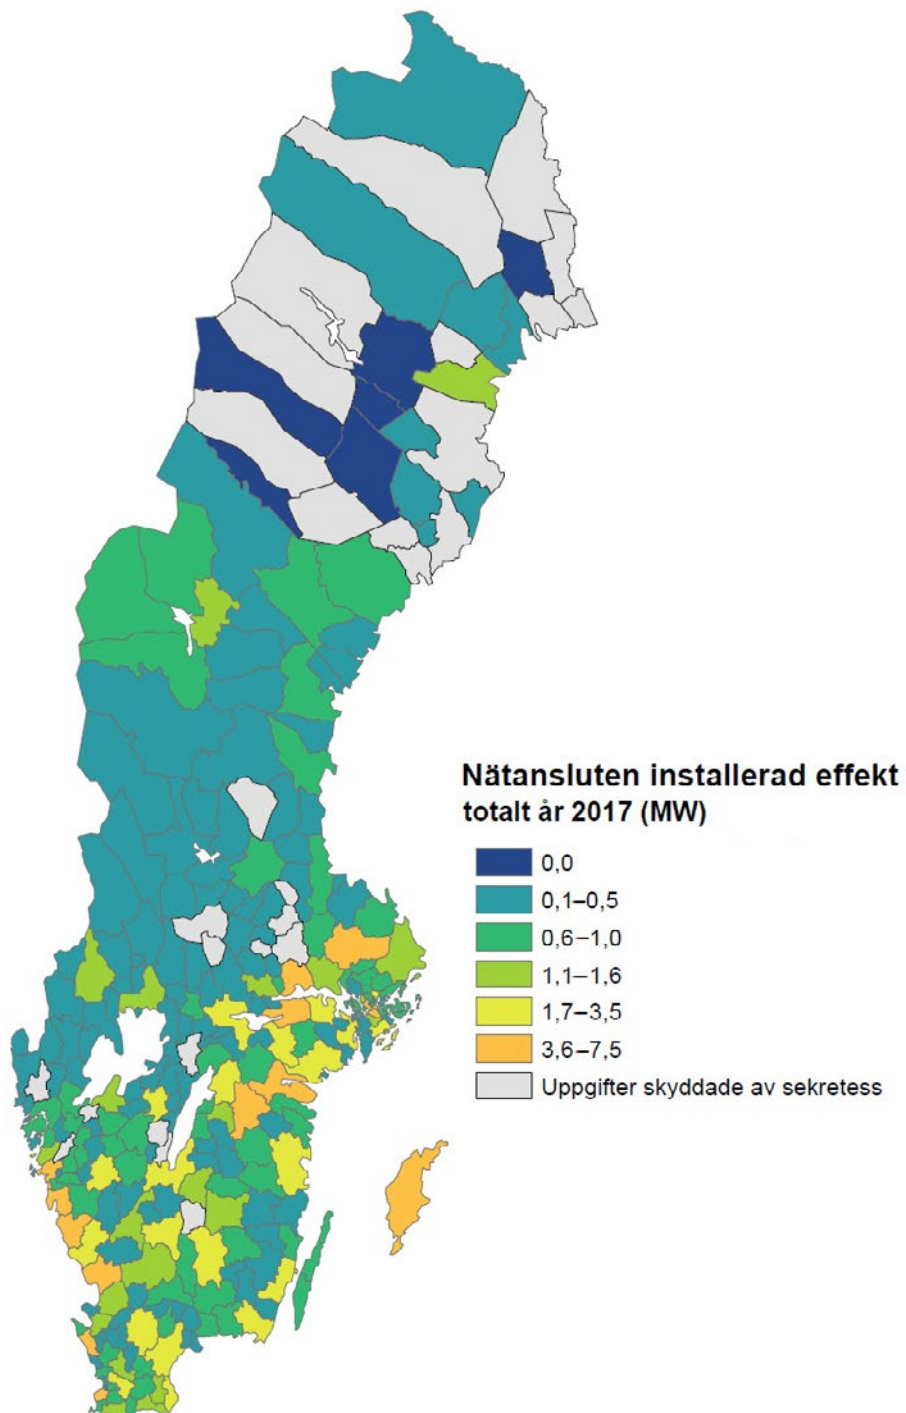 Nätansluten installerad effekt
totalt år 2017 (MW)
0,0
0,1–0,5
0,6–1,0
1,1–1,6
1,7–3,5
3,6–7,5
Uppgifter skyddade av sekretess